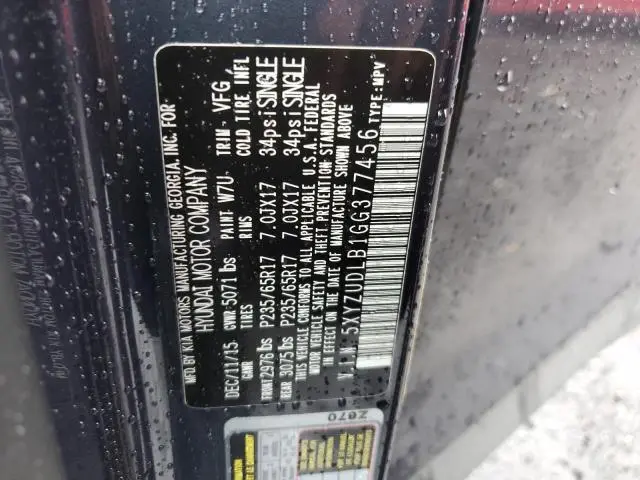 MFD.BY KIA MOTORS MANUFACTURING GEORGIA, INC. FOR
HYUNDAI MOTOR COMPANY
DEC/11/15 GVWR 5071 lbs PAINT W7U TRIM VFG
GAWR TIRES RIMS COLD TIRE INFL
FRONT 2976 lbs P235/65R17 7.0JX17 34psi SINGLE
REAR 3075 lbs P235/65R17 7.0JX17 34psi SINGLE
THIS VEHICLE CONFORMS TO ALL APPLICABLE U.S.A. FEDERAL
MOTOR VEHICLE SAFETY AND THEFT PREVENTION STANDARDS
IN EFFECT ON THE DATE OF MANUFACTURE SHOWN ABOVE
V.I.N: 5XYZUDLB1GG377456 TYPE:MPV
Z070